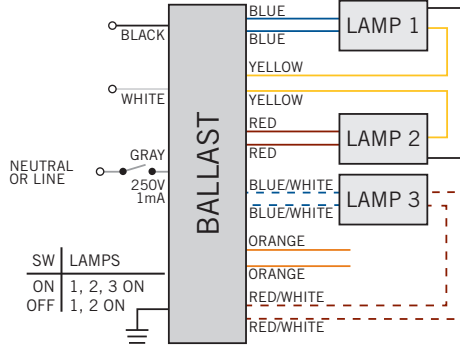 BLUE
BLUE
LAMP 1
BLACK
YELLOW
WHITE
YELLOW
RED
RED
LAMP 2
BALLAST
GRAY
250V
1mA
NEUTRAL
OR LINE
BLUE/WHITE
BLUE/WHITE
LAMP 3
ORANGE
ORANGE
SW LAMPS
ON 1, 2, 3 ON
OFF 1, 2 ON
RED/WHITE
RED/WHITE